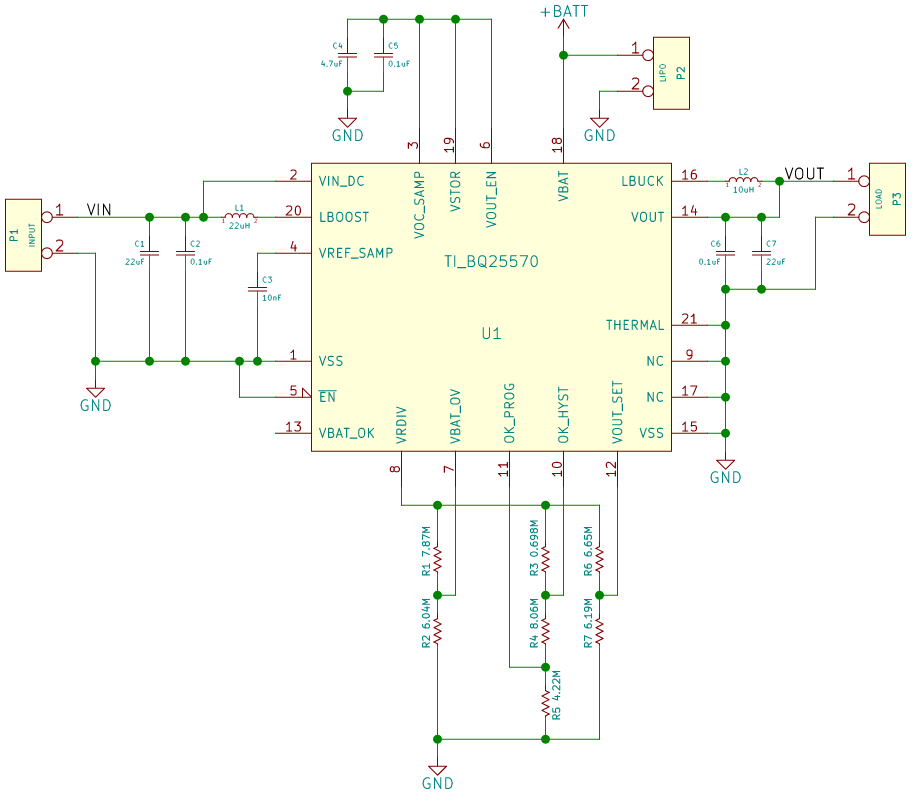 +BATT
C4
4.7uF
C5
0.1uF
1
2
LIPO
P2
GND
GND
3
19
6
18
2
VIN_DC
VOC_SAMP
VSTOR
VOUT_EN
VBAT
LBUCK
16
L2
1
2
10uH
VOUT
1
2
LOAD
P3
P1
INPUT
1
2
VIN
L1
1
2
22uH
20
LBOOST
VOUT
14
C1
22uF
C2
0.1uF
4
VREF_SAMP
TI_BQ25570
C6
0.1uF
C7
22uF
C3
10nF
U1
THERMAL
21
1
VSS
NC
9
5
EN
NC
17
GND
13
VBAT_OK
VRDIV
VBAT_OV
OK_PROG
OK_HYST
VOUT_SET
VSS
15
8
7
11
10
12
GND
R1 7.87M
R3 0.698M
R6 6.65M
R2 6.04M
R4 8.06M
R7 6.19M
R5 4.22M
GND